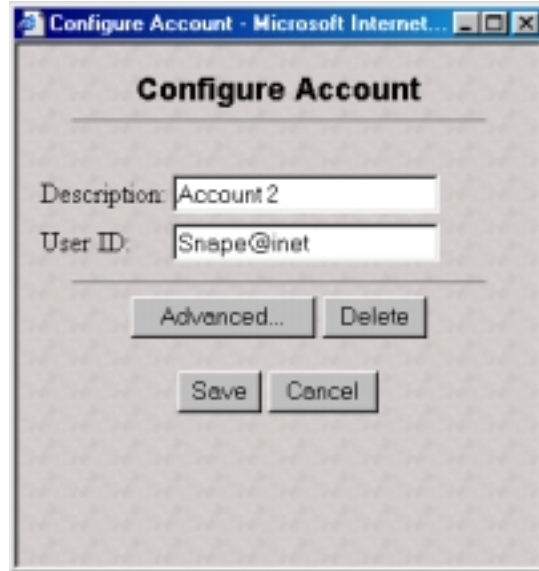 Configure Account - Microsoft Internet...
Configure Account
Description: Account 2
User ID: Snape@inet
Advanced... Delete
Save Cancel